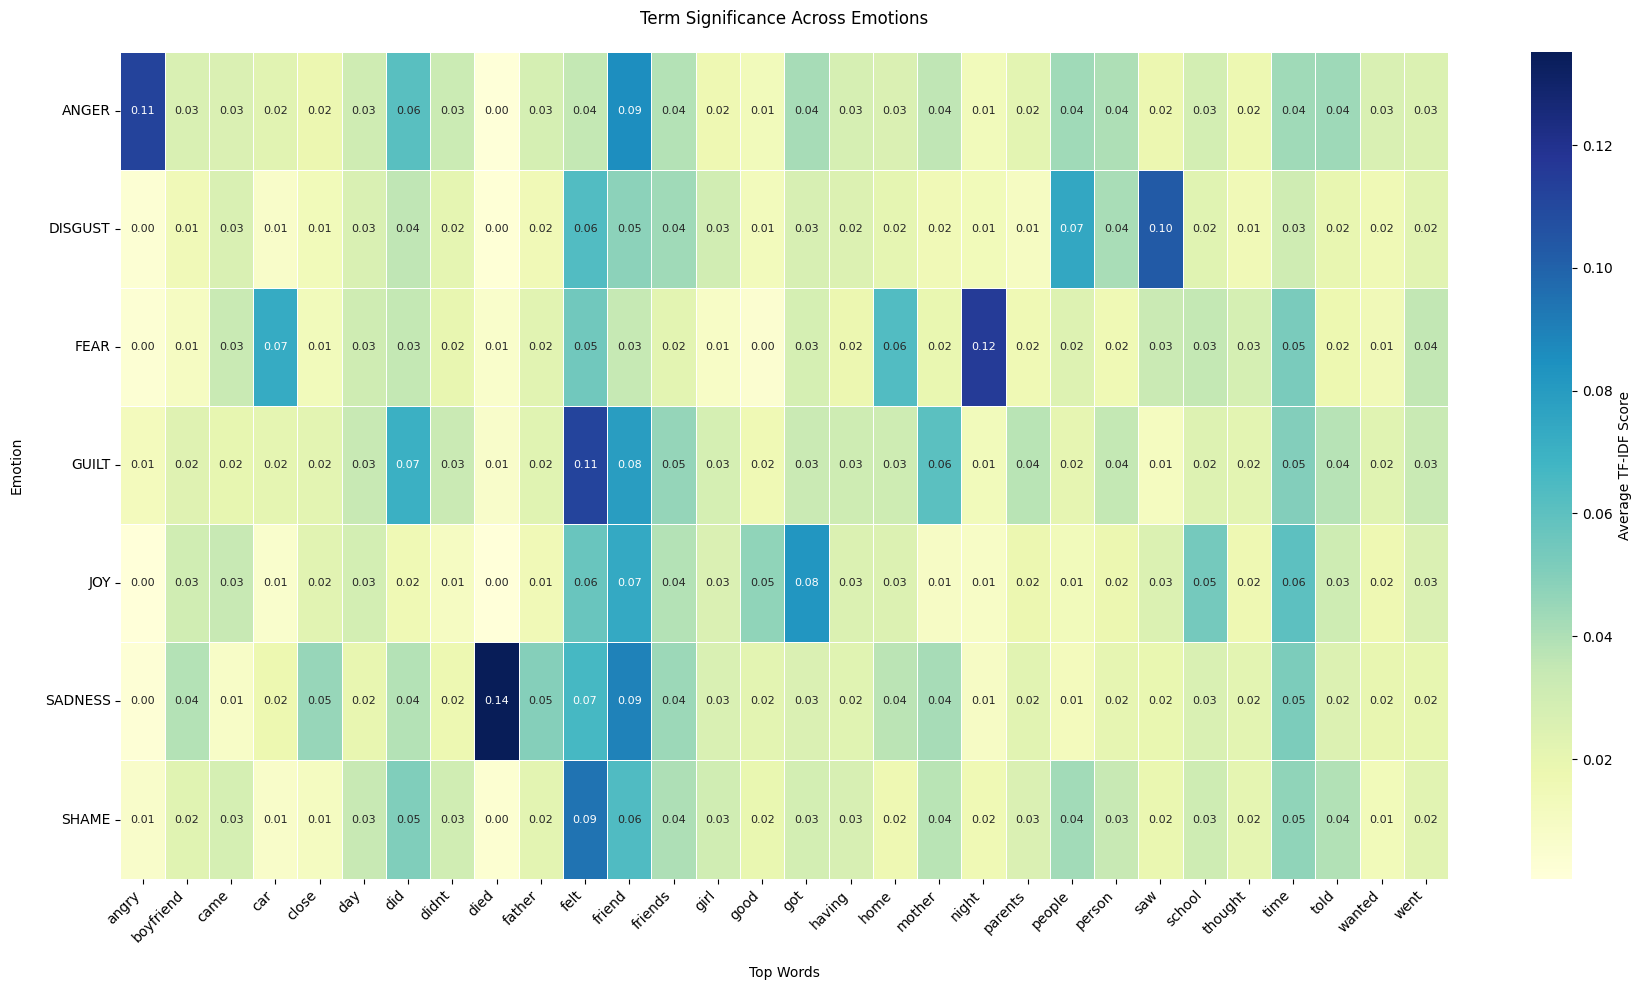 Term Significance Across Emotions
ANGER 0.11 0.03 0.03 0.02 0.02 0.03 0.06 0.03 0.00 0.03 0.04 0.09 0.04 0.02 0.01 0.04 0.03 0.03 0.04 0.01 0.02 0.04 0.04 0.02 0.03 0.02 0.04 0.04 0.03 0.03
DISGUST 0.00 0.01 0.03 0.01 0.01 0.03 0.04 0.02 0.00 0.02 0.06 0.05 0.04 0.03 0.01 0.03 0.02 0.02 0.02 0.01 0.01 0.07 0.04 0.10 0.02 0.01 0.03 0.02 0.02 0.02
FEAR 0.00 0.01 0.03 0.07 0.01 0.03 0.03 0.02 0.01 0.02 0.05 0.03 0.02 0.01 0.00 0.03 0.02 0.06 0.02 0.12 0.02 0.02 0.02 0.03 0.03 0.03 0.05 0.02 0.01 0.04
GUILT 0.01 0.02 0.02 0.02 0.02 0.03 0.07 0.03 0.01 0.02 0.11 0.08 0.05 0.03 0.02 0.03 0.03 0.03 0.06 0.01 0.04 0.02 0.04 0.01 0.02 0.02 0.05 0.04 0.02 0.03
JOY 0.00 0.03 0.03 0.01 0.02 0.03 0.02 0.01 0.00 0.01 0.06 0.07 0.04 0.03 0.05 0.08 0.03 0.03 0.01 0.01 0.02 0.01 0.02 0.03 0.05 0.02 0.06 0.03 0.02 0.03
SADNESS 0.00 0.04 0.01 0.02 0.05 0.02 0.04 0.02 0.14 0.05 0.07 0.09 0.04 0.03 0.02 0.03 0.02 0.04 0.04 0.01 0.02 0.01 0.02 0.02 0.03 0.02 0.05 0.02 0.02 0.02
SHAME 0.01 0.02 0.03 0.01 0.01 0.03 0.05 0.03 0.00 0.02 0.09 0.06 0.04 0.03 0.02 0.03 0.03 0.02 0.04 0.02 0.03 0.04 0.03 0.02 0.03 0.02 0.05 0.04 0.01 0.02
Emotion
angry boyfriend came car close day did didnt died father felt friend friends girl good got having home mother night parents people person saw school thought time told wanted went
Top Words
0.12
0.10
0.08
0.06
0.04
0.02
Average TF-IDF Score